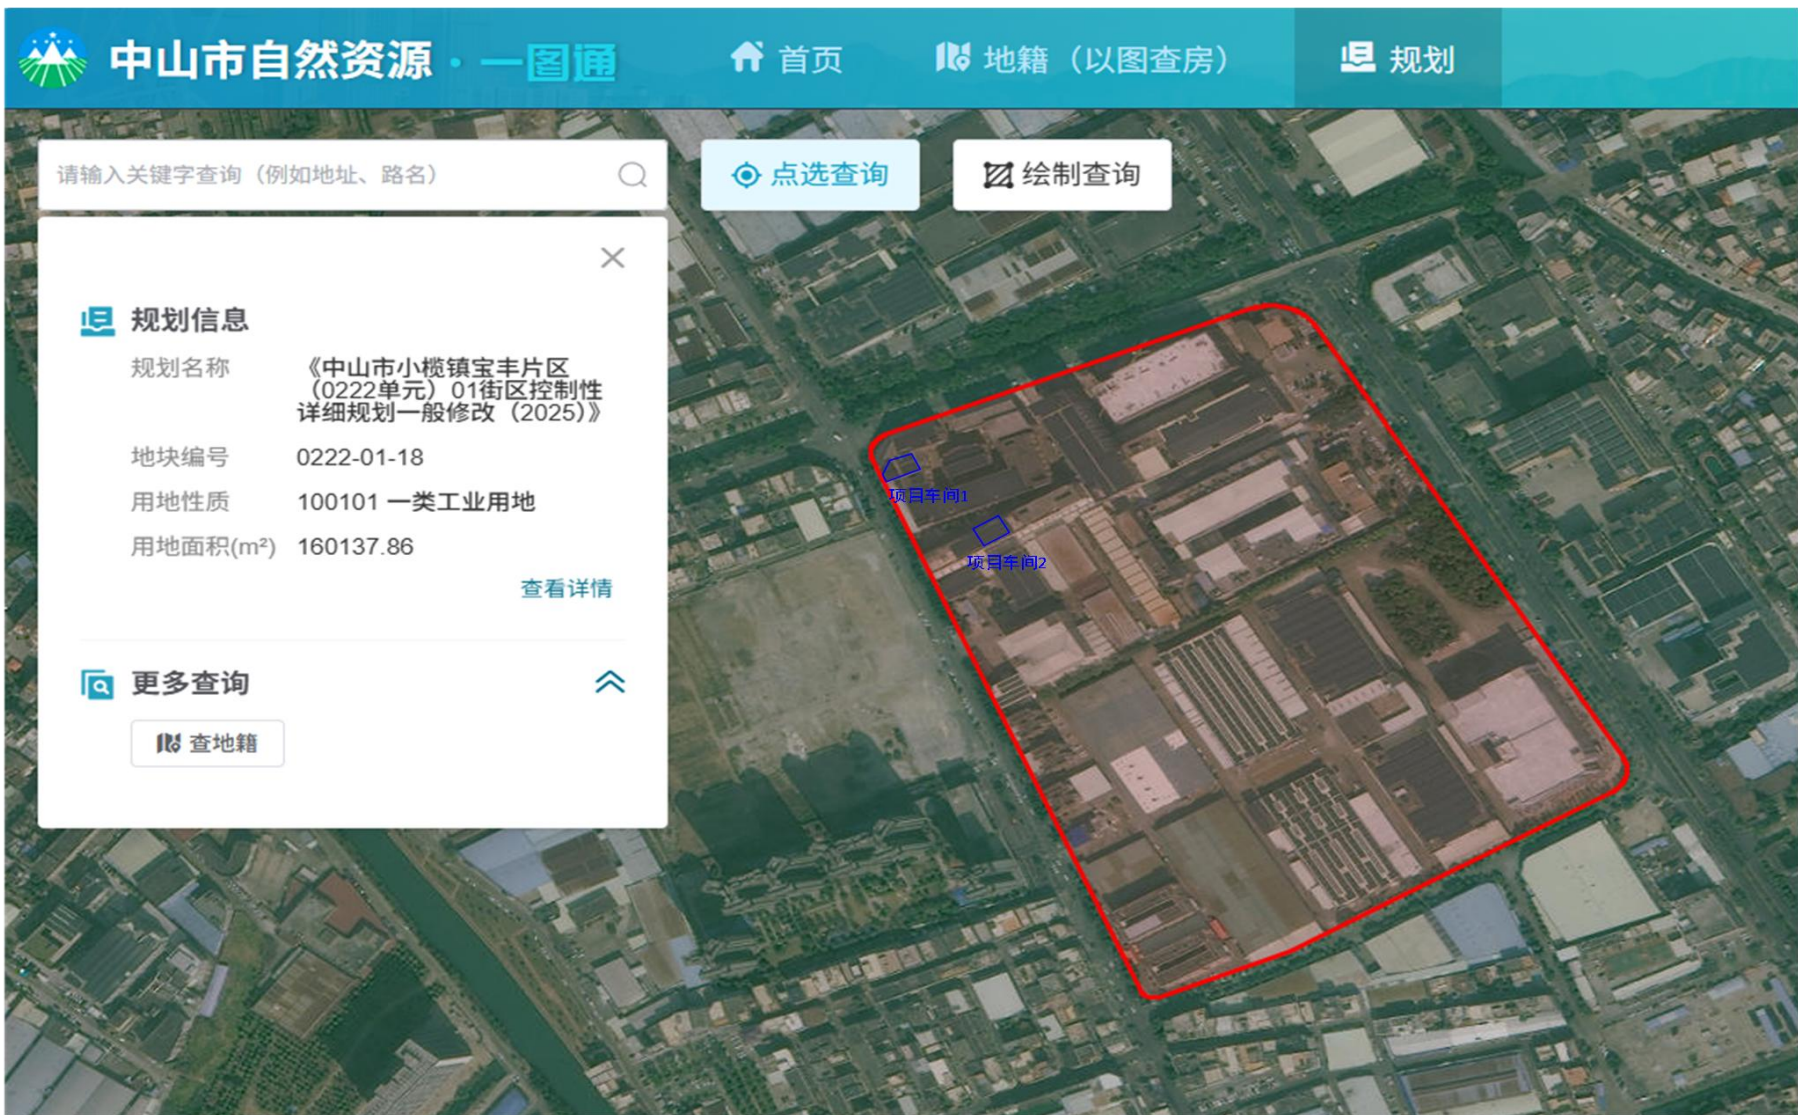 中山市自然资源·一图通
首页
地籍（以图查房）
规划
请输入关键字查询（例如地址、路名）
点选查询
绘制查询
规划信息
规划名称
《中山市小榄镇宝丰片区
（0222单元）01街区控制性
详细规划一般修改（2025）》
地块编号
0222-01-18
用地性质
100101 一类工业用地
用地面积(m²)
160137.86
查看详情
更多查询
查地籍
项目车间1
项目车间2